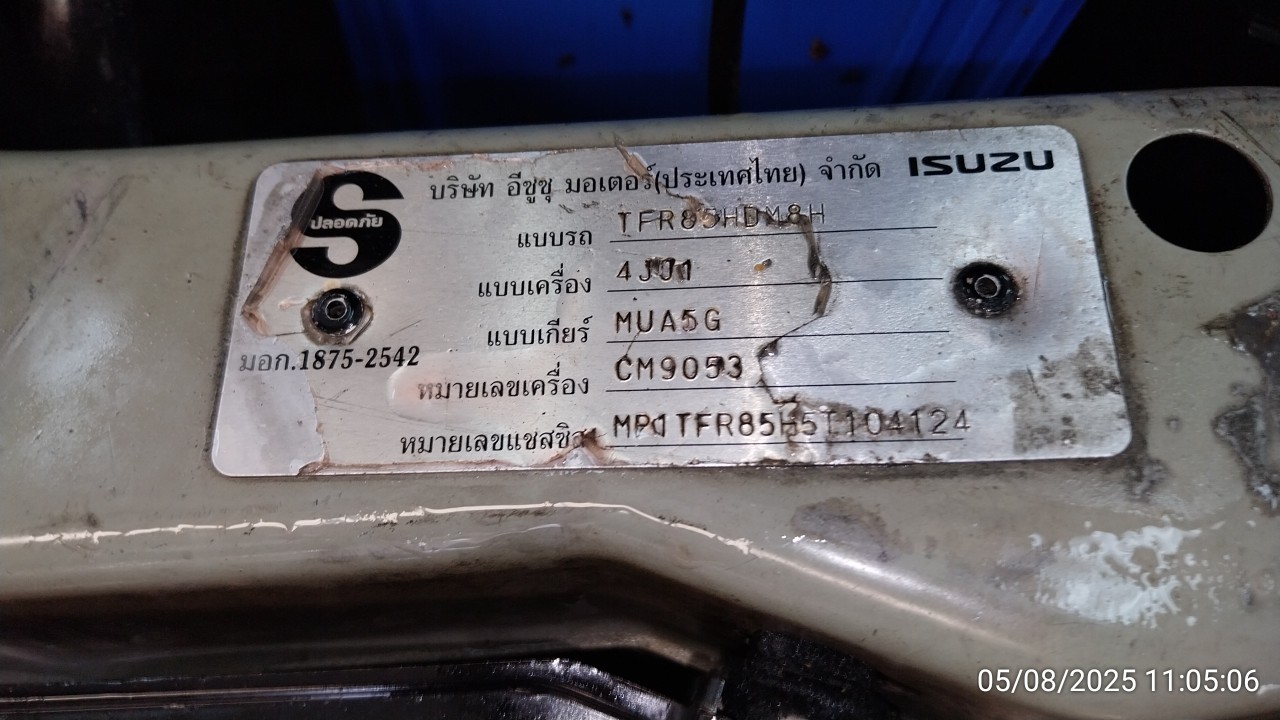 บริษัท อีซูซุ มอเตอร์(ประเทศไทย) จำกัด ISUZU
ปลอดภัย
แบบรถ TFR85HDM8H
แบบเครื่อง 4JJ1
แบบเกียร์ MUA5G
มอก.1875-2542
หมายเลขเครื่อง CM9053
หมายเลขแชสซิส MP1TFR85H5T104124
05/08/2025 11:05:06